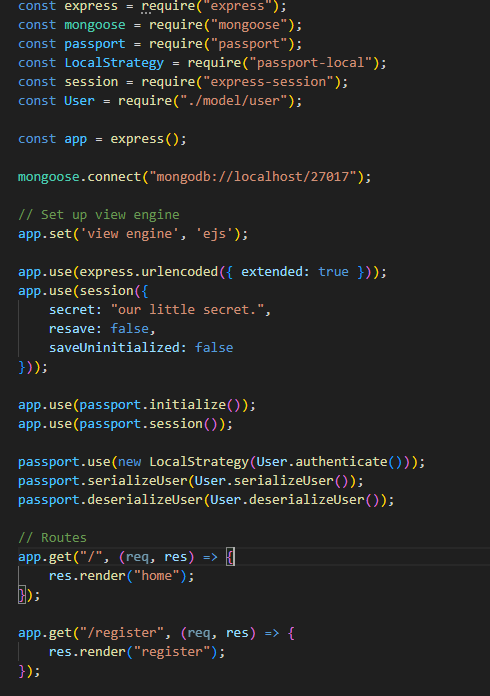 const express = require("express");
const mongoose = require("mongoose");
const passport = require("passport");
const LocalStrategy = require("passport-local");
const session = require("express-session");
const User = require("./model/user");

const app = express();

mongoose.connect("mongodb://localhost/27017");

// Set up view engine
app.set('view engine', 'ejs');

app.use(express.urlencoded({ extended: true }));
app.use(session({
    secret: "our little secret.",
    resave: false,
    saveUninitialized: false
}));

app.use(passport.initialize());
app.use(passport.session());

passport.use(new LocalStrategy(User.authenticate()));
passport.serializeUser(User.serializeUser());
passport.deserializeUser(User.deserializeUser());

// Routes
app.get("/", (req, res) => {
    res.render("home");
});

app.get("/register", (req, res) => {
    res.render("register");
});